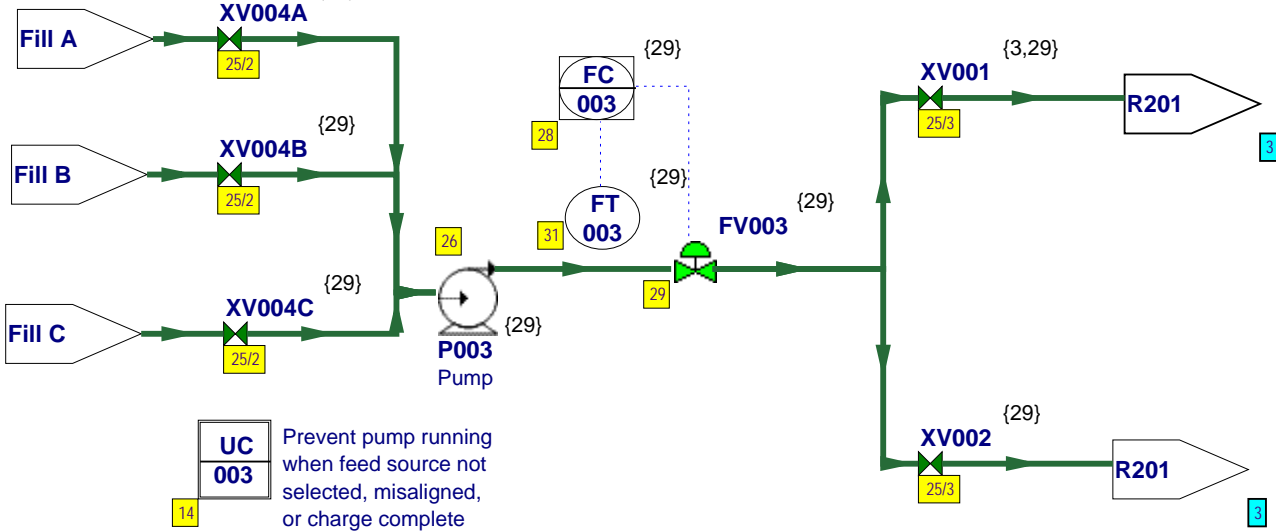 XV004A
Fill A
25/2
{29}
XV004B
Fill B
25/2
{29}
XV004C
Fill C
25/2
FC
003
{29}
28
{29}
FT
003
31
26
{29}
P003
Pump
FV003
{29}
29
XV001
{3,29}
25/3
R201
3
XV002
{29}
25/3
R201
3
UC
003
14
Prevent pump running
when feed source not
selected, misaligned,
or charge complete